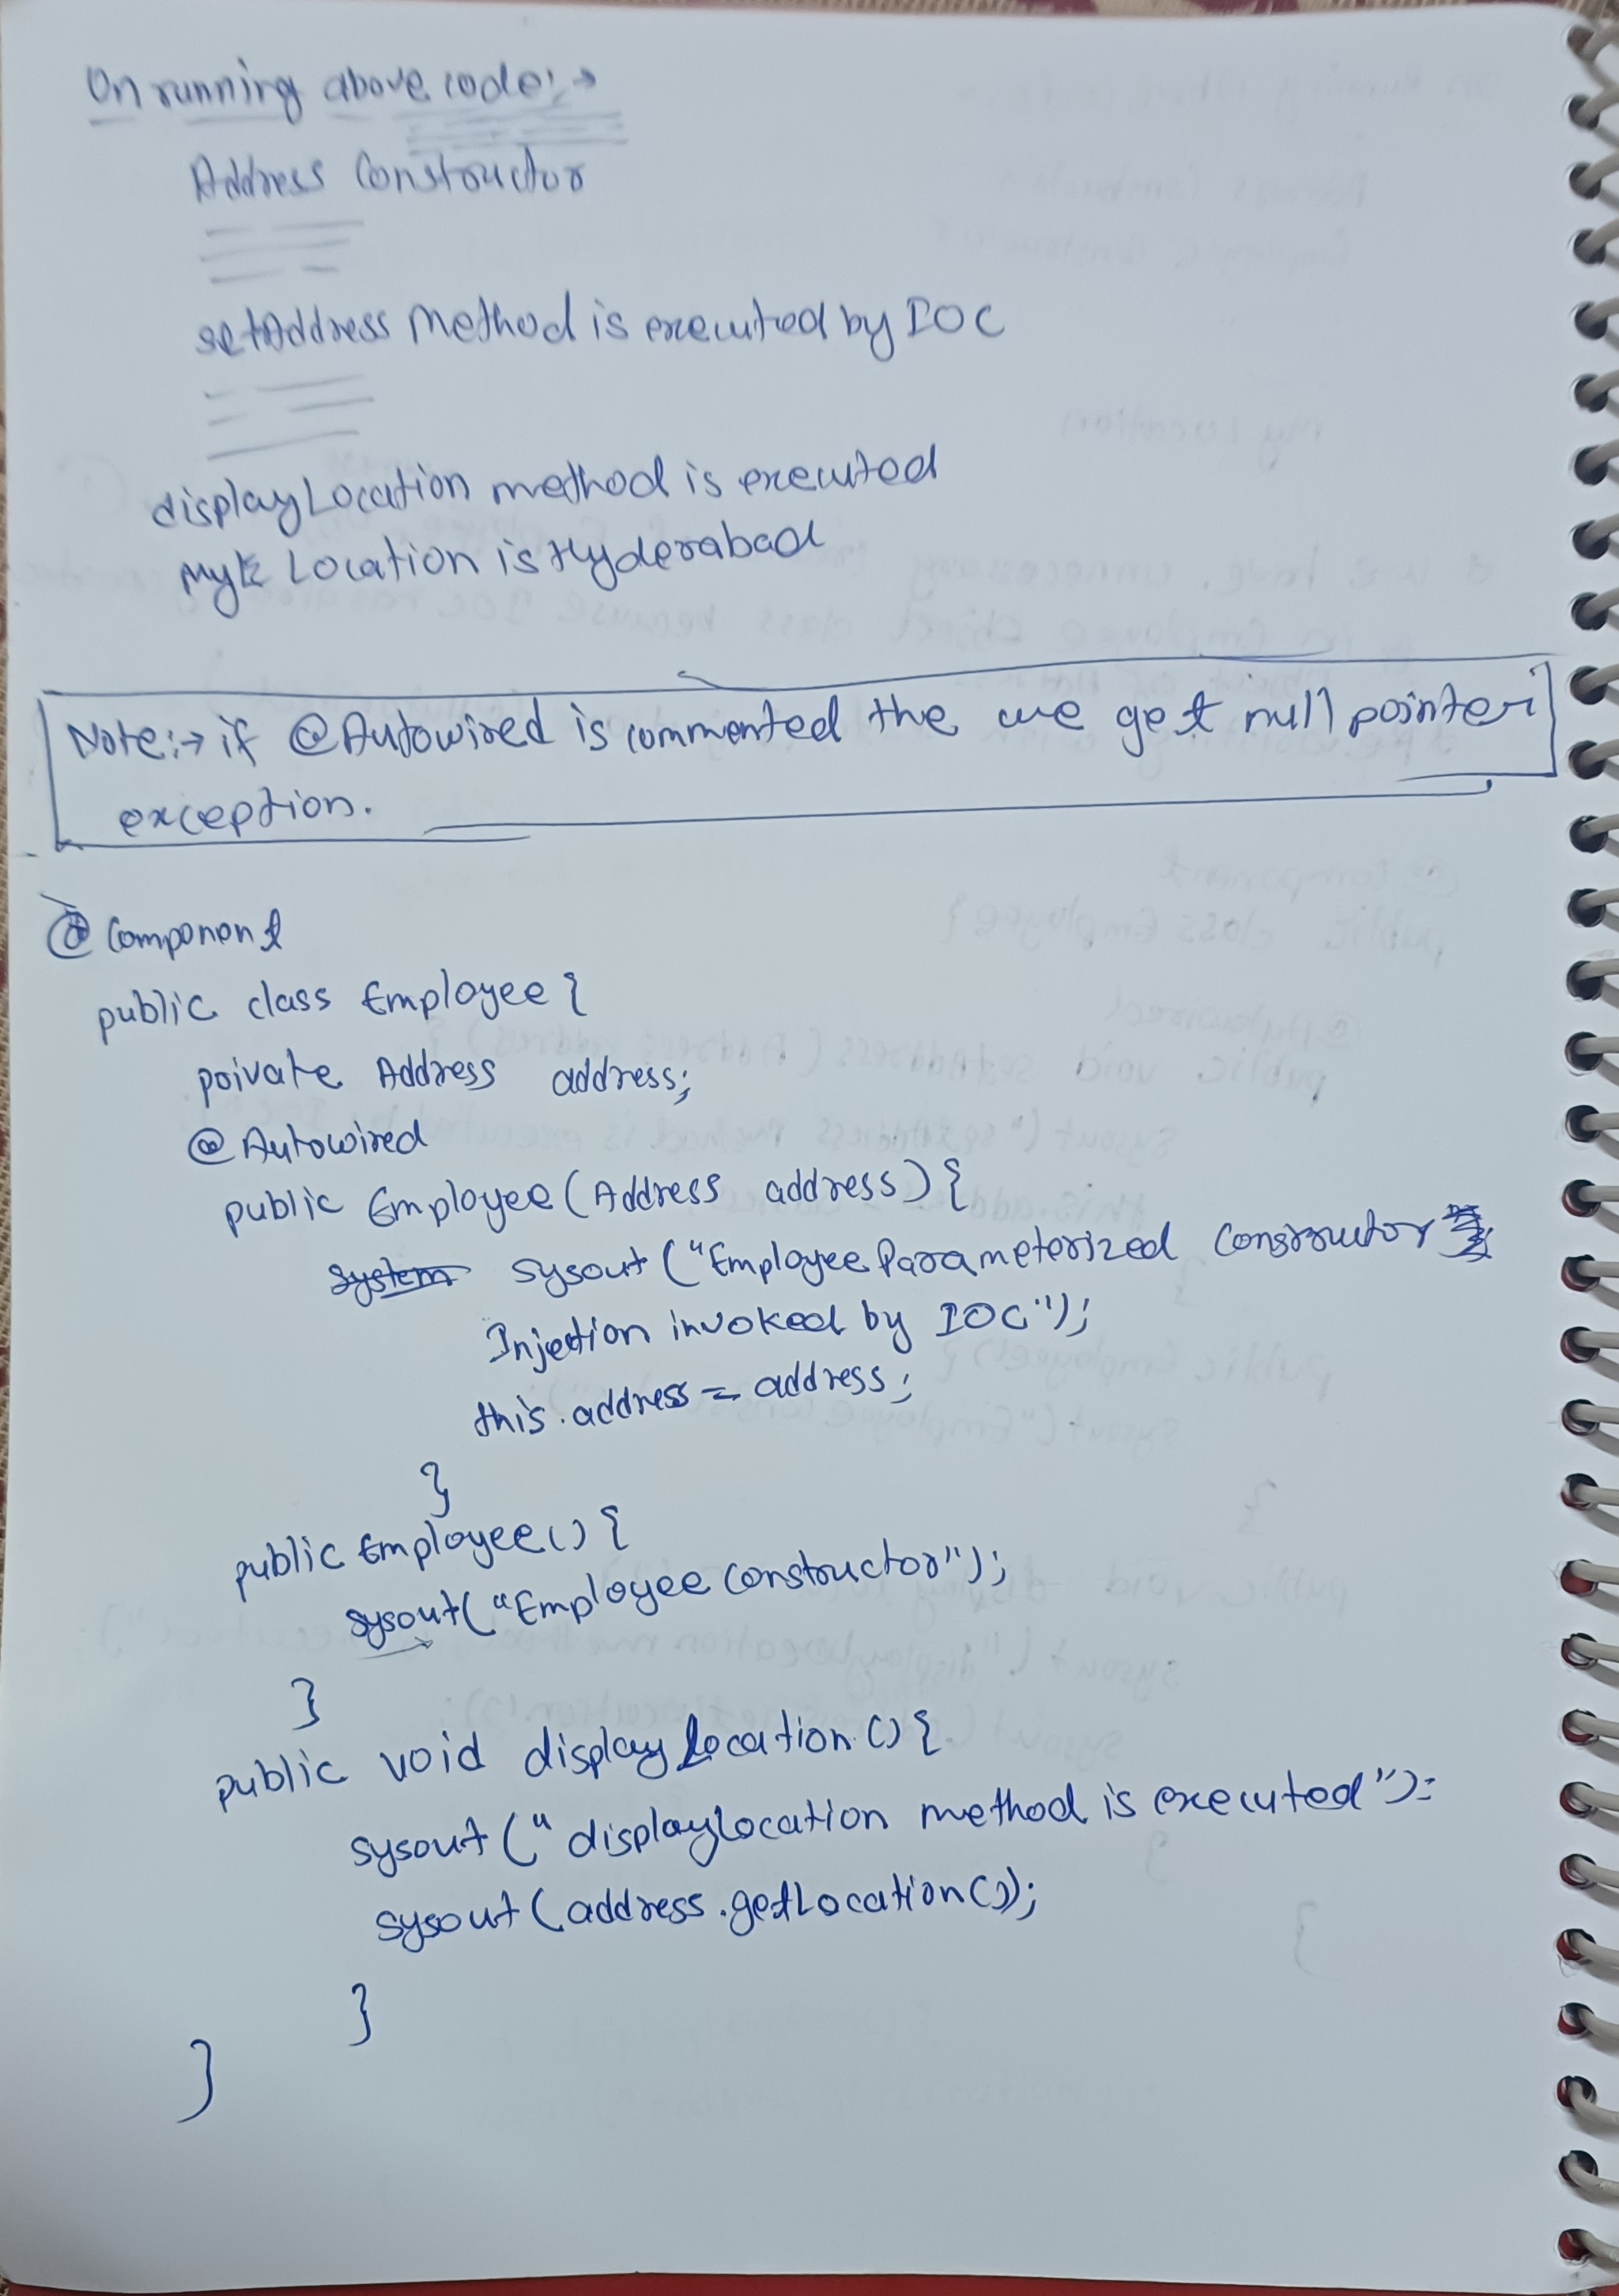 On running above code:→
Address Constructor
setAddress Method is executed by IOC
displayLocation method is executed
My Location is Hyderabad
Note:→ if @Autowired is commented the we get null pointer
exception.
@Component
public class Employee {
private Address address;
@Autowired
public Employee (Address address) {
system sysout ("Employee Parameterized Constructor
Injection invoked by IOC");
this.address = address;
}
public Employee () {
sysout ("Employee Constructor");
}
public void displayLocation () {
sysout (" displaylocation method is executed");
sysout (address.getLocation());
}
}